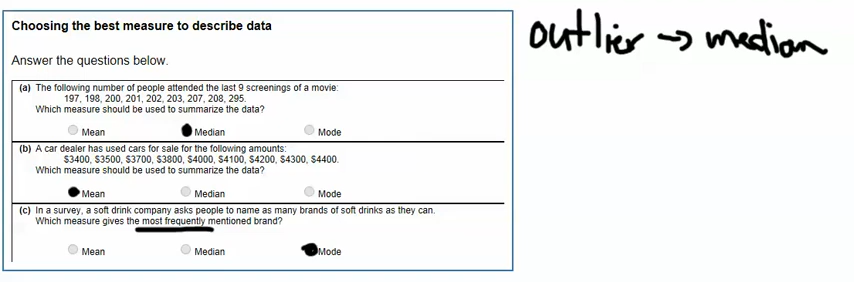 Choosing the best measure to describe data
outlier → median
Answer the questions below.
(a) The following number of people attended the last 9 screenings of a movie:
197, 198, 200, 201, 202, 203, 207, 208, 295.
Which measure should be used to summarize the data?
Mean Median Mode
(b) A car dealer has used cars for sale for the following amounts:
$3400, $3500, $3700, $3800, $4000, $4100, $4200, $4300, $4400.
Which measure should be used to summarize the data?
Mean Median Mode
(c) In a survey, a soft drink company asks people to name as many brands of soft drinks as they can.
Which measure gives the most frequently mentioned brand?
Mean Median Mode